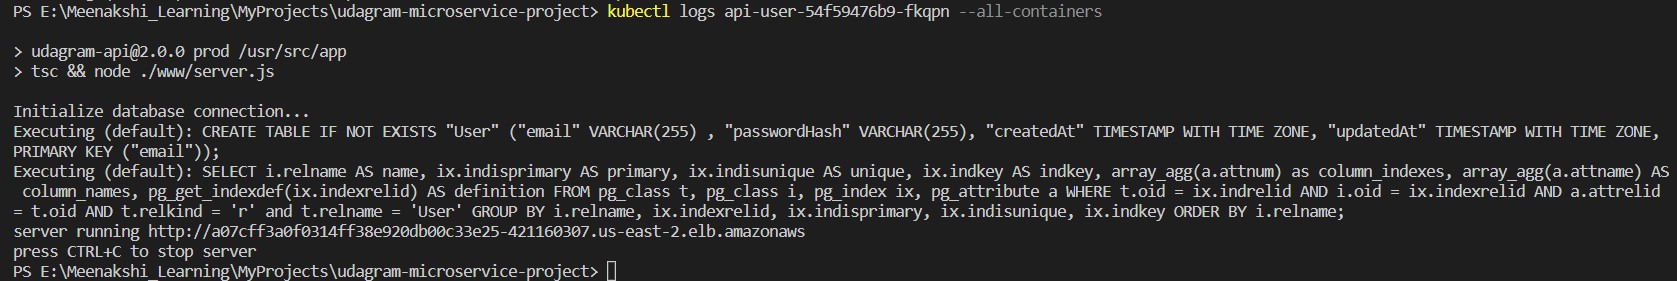 PS E:\Meenakshi_Learning\MyProjects\udagram-microservice-project> kubectl logs api-user-54f59476b9-fkqpn --all-containers
> udagram-api@2.0.0 prod /usr/src/app
> tsc && node ./www/server.js
Initialize database connection...
Executing (default): CREATE TABLE IF NOT EXISTS "User" ("email" VARCHAR(255) , "passwordHash" VARCHAR(255), "createdAt" TIMESTAMP WITH TIME ZONE, "updatedAt" TIMESTAMP WITH TIME ZONE,
PRIMARY KEY ("email"));
Executing (default): SELECT i.relname AS name, ix.indisprimary AS primary, ix.indisunique AS unique, ix.indkey AS indkey, array_agg(a.attnum) as column_indexes, array_agg(a.attname) AS
column_names, pg_get_indexdef(ix.indexrelid) AS definition FROM pg_class t, pg_class i, pg_index ix, pg_attribute a WHERE t.oid = ix.indrelid AND i.oid = ix.indexrelid AND a.attrelid
= t.oid AND t.relkind = 'r' and t.relname = 'User' GROUP BY i.relname, ix.indexrelid, ix.indisprimary, ix.indisunique, ix.indkey ORDER BY i.relname;
server running http://a07cff3a0f0314ff38e920db00c33e25-421160307.us-east-2.elb.amazonaws
press CTRL+C to stop server
PS E:\Meenakshi_Learning\MyProjects\udagram-microservice-project>